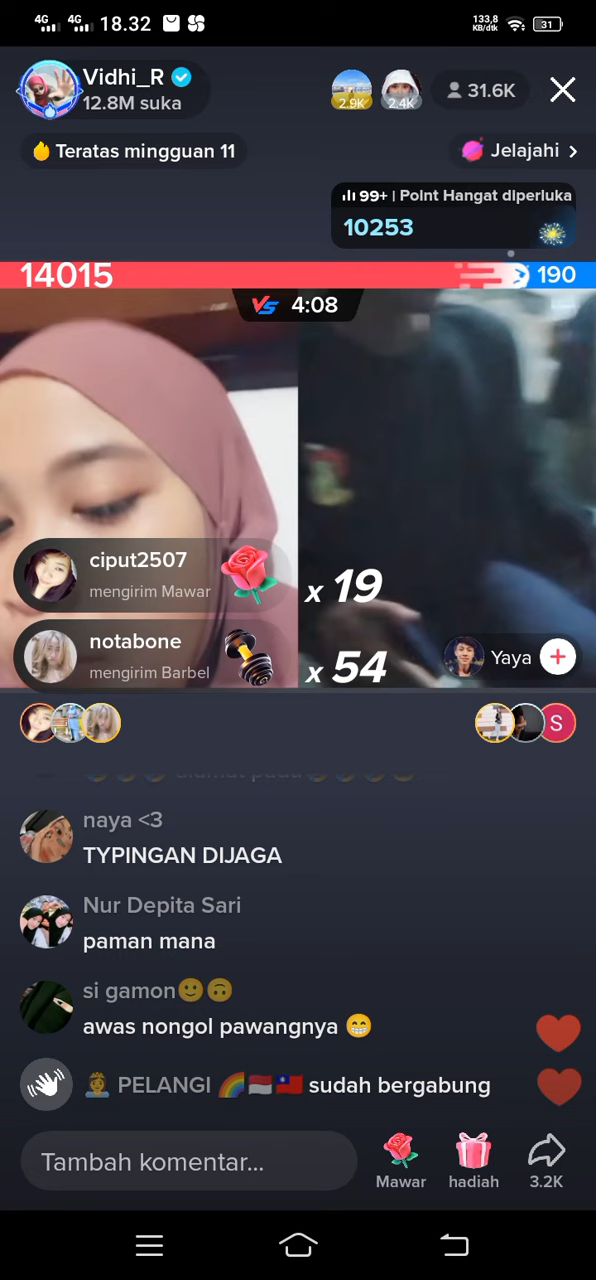 4G 4G 18.32 133,8 KB/dtk 31
Vidhi_R
12.8M suka
2.9K 2.4K 31.6K
Teratas mingguan 11
Jelajahi >
99+ | Point Hangat diperluka
10253
14015 190
VS 4:08
ciput2507
mengirim Mawar
x 19
notabone
mengirim Barbel
x 54
Yaya +
S
naya <3
TYPINGAN DIJAGA
Nur Depita Sari
paman mana
si gamon🙂🙃
awas nongol pawangnya 😁
👸 PELANGI 🌈🇮🇩🇹🇼 sudah bergabung
Tambah komentar...
Mawar hadiah 3.2K